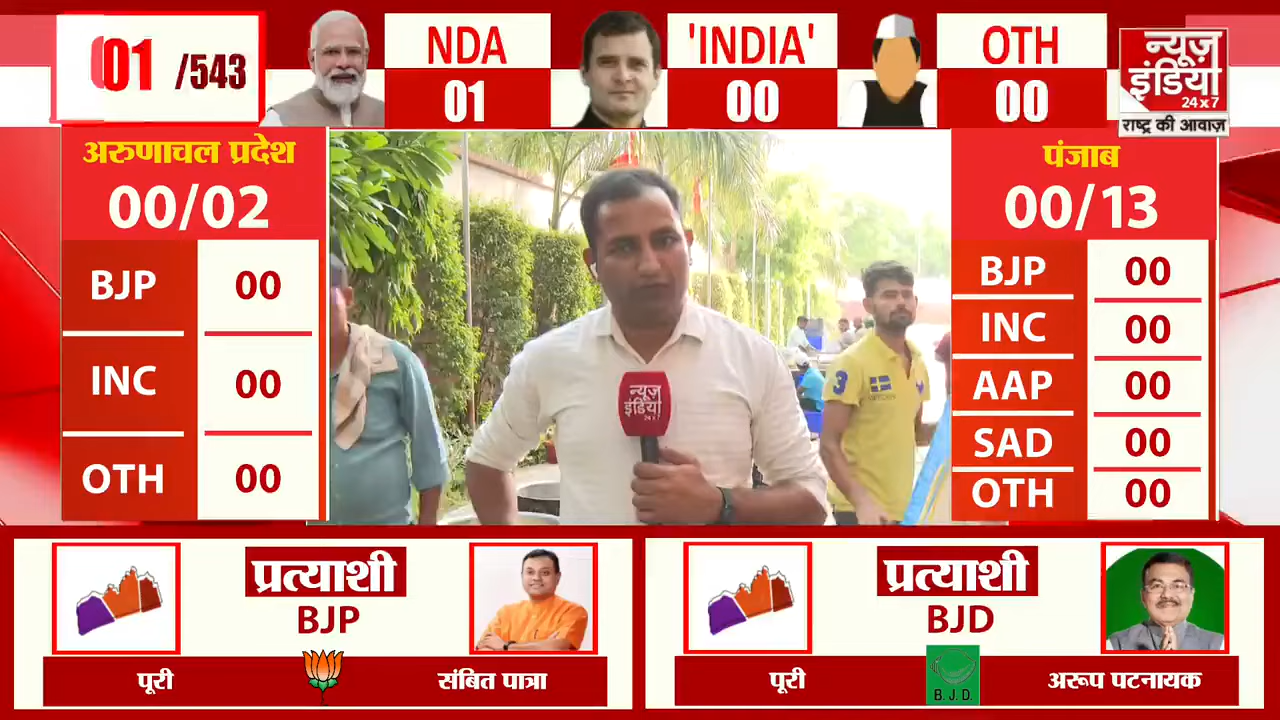 01 /543
NDA
01
'INDIA'
00
OTH
00
न्यूज़
इंडिया
24x7
राष्ट्र की आवाज़
अरुणाचल प्रदेश
00/02
BJP 00
INC 00
OTH 00
न्यूज़
इंडिया
24x7
3
पंजाब
00/13
BJP 00
INC 00
AAP 00
SAD 00
OTH 00
प्रत्याशी
BJP
पूरी
संबित पात्रा
प्रत्याशी
BJD
पूरी
B.J.D.
अरूप पटनायक